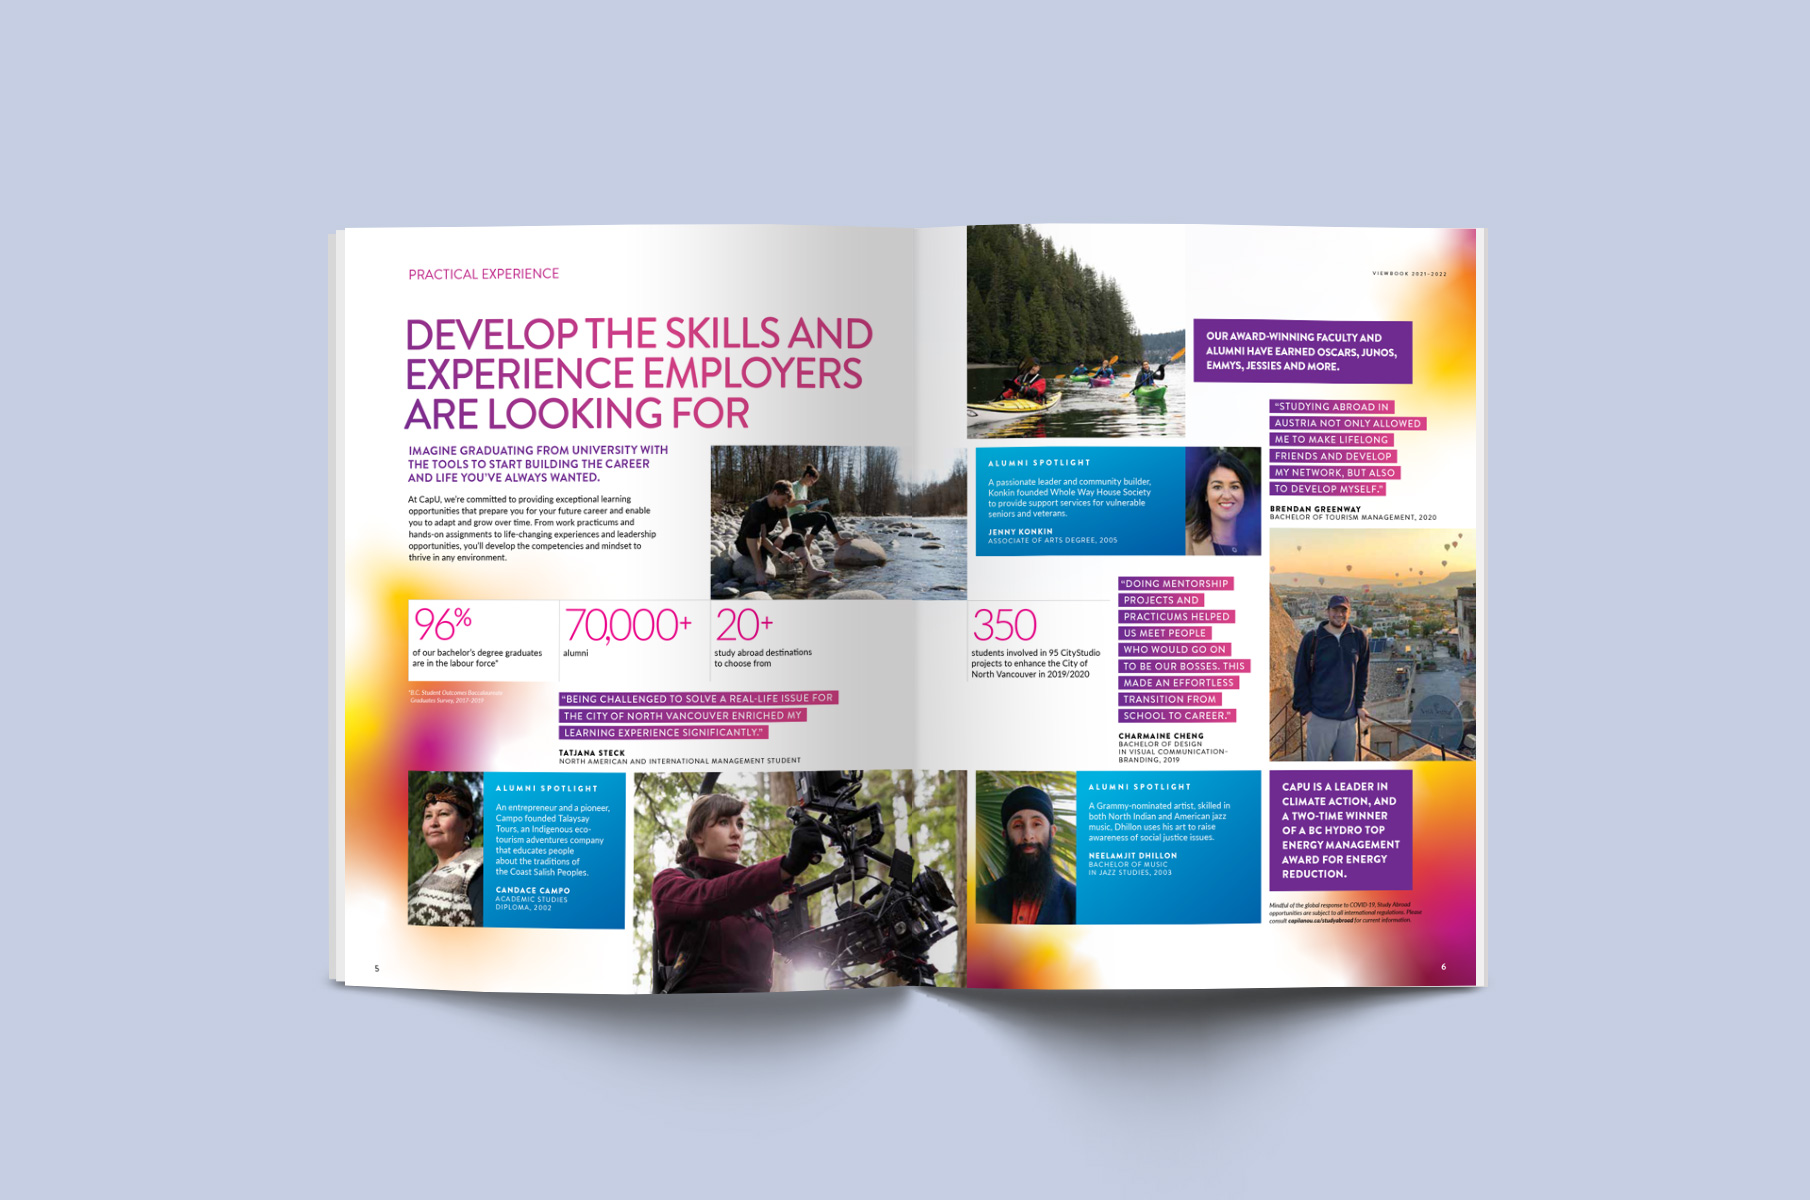 PRACTICAL EXPERIENCE
DEVELOP THE SKILLS AND
EXPERIENCE EMPLOYERS
ARE LOOKING FOR
IMAGINE GRADUATING FROM UNIVERSITY WITH
THE TOOLS TO START BUILDING THE CAREER
AND LIFE YOU'VE ALWAYS WANTED.
At CapU, we're committed to providing exceptional learning
opportunities that prepare you for your future career and enable
you to adapt and grow over time. From work practicums and
hands-on assignments to life-changing experiences and leadership
opportunities, you'll develop the competencies and mindset to
thrive in any environment.
96%
of our bachelor's degree graduates
are in the labour force*
*B.C. Student Outcomes Baccalaureate
Graduates Survey, 2017-2019
70,000+
alumni
20+
study abroad destinations
to choose from
"BEING CHALLENGED TO SOLVE A REAL-LIFE ISSUE FOR
THE CITY OF NORTH VANCOUVER ENRICHED MY
LEARNING EXPERIENCE SIGNIFICANTLY."
TATJANA STECK
NORTH AMERICAN AND INTERNATIONAL MANAGEMENT STUDENT
ALUMNI SPOTLIGHT
An entrepreneur and a pioneer,
Campo founded Talaysay
Tours, an Indigenous eco-
tourism adventures company
that educates people
about the traditions of
the Coast Salish Peoples.
CANDACE CAMPO
ACADEMIC STUDIES
DIPLOMA, 2002
5
VIEWBOOK 2021-2022
OUR AWARD-WINNING FACULTY AND
ALUMNI HAVE EARNED OSCARS, JUNOS,
EMMYS, JESSIES AND MORE.
ALUMNI SPOTLIGHT
A passionate leader and community builder,
Konkin founded Whole Way House Society
to provide support services for vulnerable
seniors and veterans.
JENNY KONKIN
ASSOCIATE OF ARTS DEGREE, 2005
"STUDYING ABROAD IN
AUSTRIA NOT ONLY ALLOWED
ME TO MAKE LIFELONG
FRIENDS AND DEVELOP
MY NETWORK, BUT ALSO
TO DEVELOP MYSELF."
BRENDAN GREENWAY
BACHELOR OF TOURISM MANAGEMENT, 2020
350
students involved in 95 CityStudio
projects to enhance the City of
North Vancouver in 2019/2020
"DOING MENTORSHIP
PROJECTS AND
PRACTICUMS HELPED
US MEET PEOPLE
WHO WOULD GO ON
TO BE OUR BOSSES. THIS
MADE AN EFFORTLESS
TRANSITION FROM
SCHOOL TO CAREER."
CHARMAINE CHENG
BACHELOR OF DESIGN
IN VISUAL COMMUNICATION-
BRANDING, 2019
ALUMNI SPOTLIGHT
A Grammy-nominated artist, skilled in
both North Indian and American jazz
music, Dhillon uses his art to raise
awareness of social justice issues.
NEELAMJIT DHILLON
BACHELOR OF MUSIC
IN JAZZ STUDIES, 2003
CAPU IS A LEADER IN
CLIMATE ACTION, AND
A TWO-TIME WINNER
OF A BC HYDRO TOP
ENERGY MANAGEMENT
AWARD FOR ENERGY
REDUCTION.
Mindful of the global response to COVID-19, Study Abroad
opportunities are subject to all international regulations. Please
consult capilanou.ca/studyabroad for current information.
6